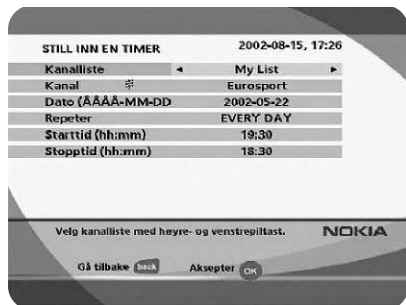 STILL INN EN TIMER 2002-08-15, 17:26
Kanalliste My List
Kanal Eurosport
Dato (ÅÅÅÅ-MM-DD 2002-05-22
Repeter EVERY DAY
Starttid (hh:mm) 19:30
Stopptid (hh:mm) 18:30
Velg kanalliste med høyre- og venstrepiltast. NOKIA
Gå tilbake back Aksepter OK